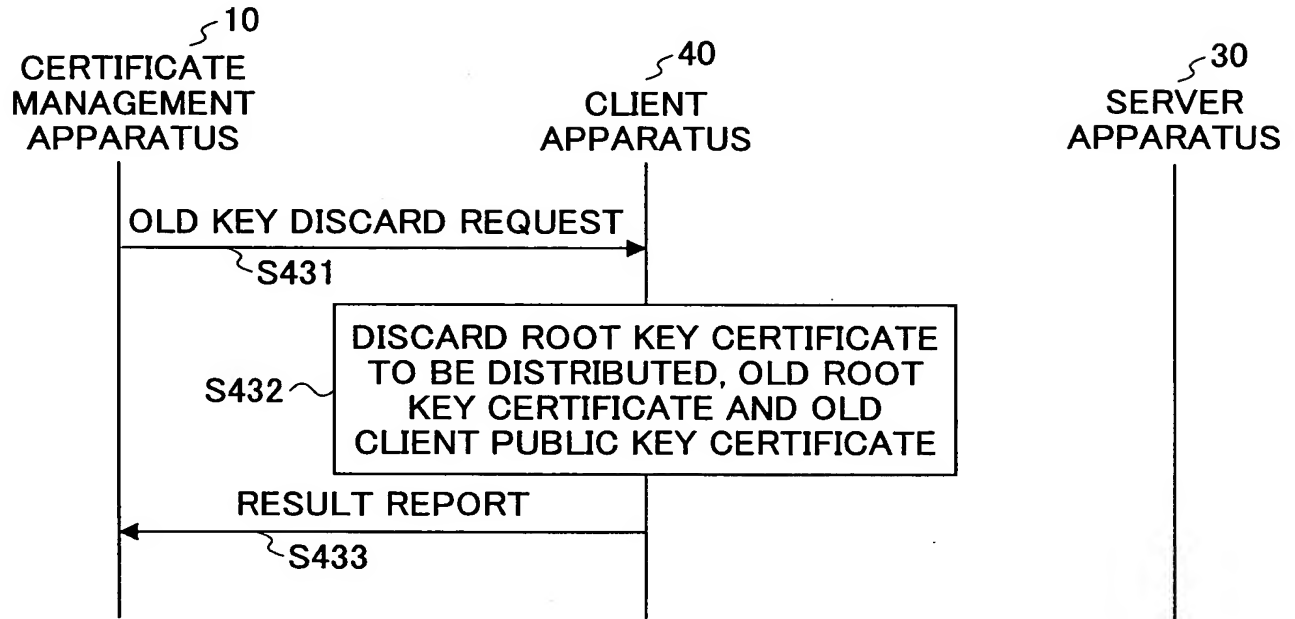 10
CERTIFICATE
MANAGEMENT
APPARATUS
40
CLIENT
APPARATUS
30
SERVER
APPARATUS
OLD KEY DISCARD REQUEST
S431
DISCARD ROOT KEY CERTIFICATE
TO BE DISTRIBUTED, OLD ROOT
KEY CERTIFICATE AND OLD
CLIENT PUBLIC KEY CERTIFICATE
S432
RESULT REPORT
S433